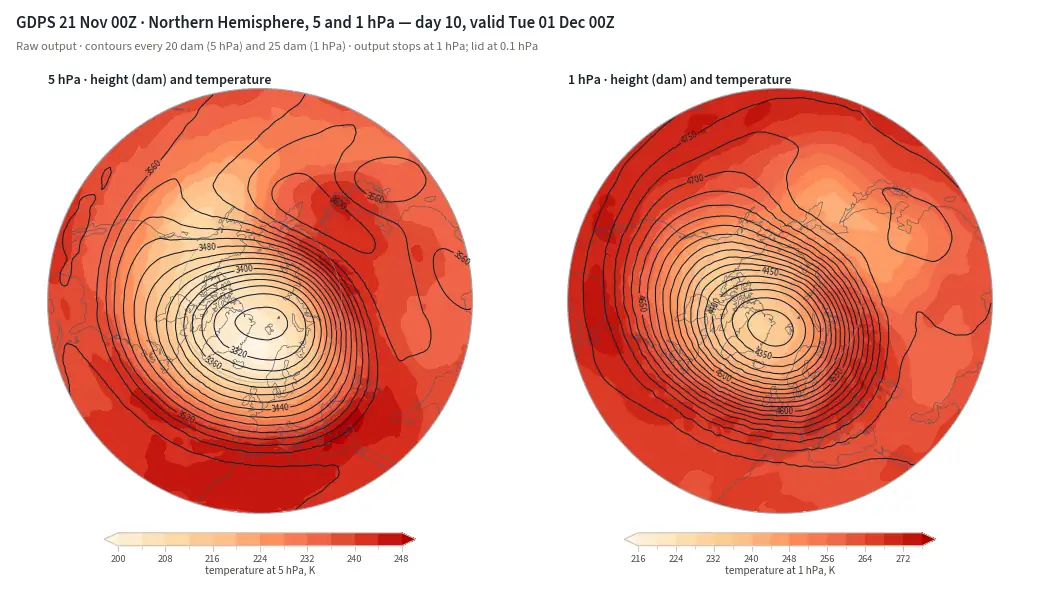 GDPS 21 Nov 00Z · Northern Hemisphere, 5 and 1 hPa — day 10, valid Tue 01 Dec 00Z
Raw output · contours every 20 dam (5 hPa) and 25 dam (1 hPa) · output stops at 1 hPa; lid at 0.1 hPa
5 hPa · height (dam) and temperature
1 hPa · height (dam) and temperature
3560
3560
3560
3480
3400
3320
3360
3440
3520
4750
4700
4450
4350
4600
200 208 216 224 232 240 248
temperature at 5 hPa, K
216 224 232 240 248 256 264 272
temperature at 1 hPa, K